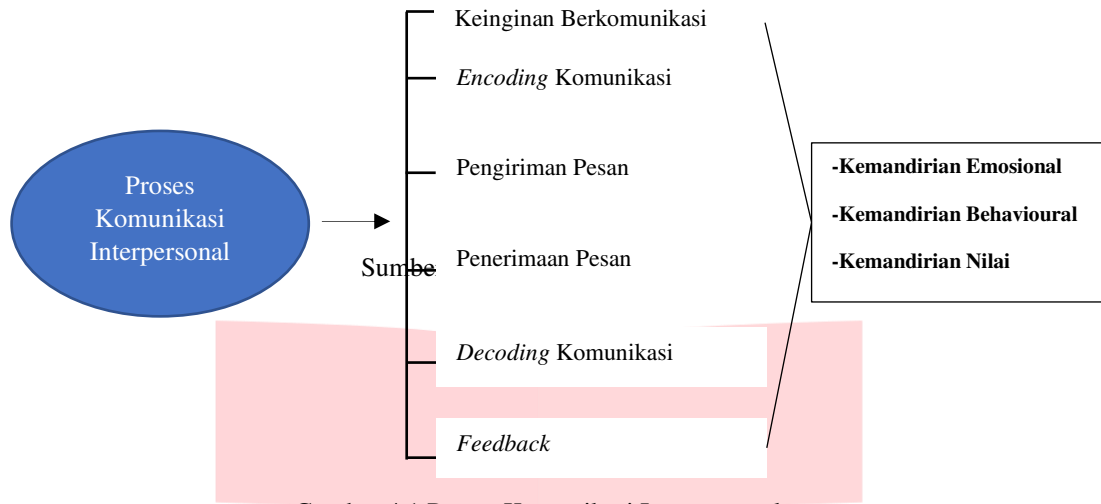 Keinginan Berkomunikasi
Encoding Komunikasi
Proses
Komunikasi
Interpersonal
Pengiriman Pesan
Sumbe
Penerimaan Pesan
Decoding Komunikasi
Feedback
-Kemandirian Emosional
-Kemandirian Behavioural
-Kemandirian Nilai